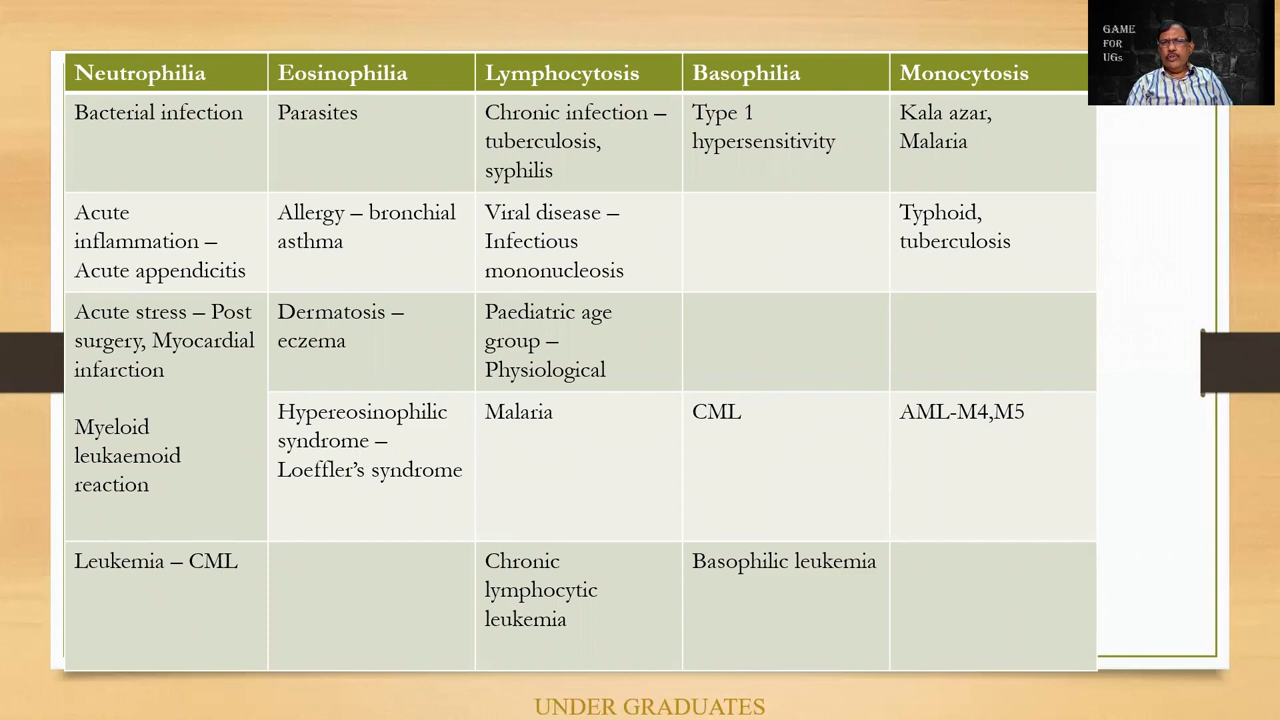 GAME
FOR
UGs
Neutrophilia
Eosinophilia
Lymphocytosis
Basophilia
Monocytosis
Bacterial infection
Parasites
Chronic infection –
tuberculosis,
syphilis
Type 1
hypersensitivity
Kala azar,
Malaria
Acute
inflammation –
Acute appendicitis
Allergy – bronchial
asthma
Viral disease –
Infectious
mononucleosis
Typhoid,
tuberculosis
Acute stress – Post
surgery, Myocardial
infarction
Myeloid
leukaemoid
reaction
Dermatosis –
eczema
Paediatric age
group –
Physiological
Hypereosinophilic
syndrome –
Loeffler’s syndrome
Malaria
CML
AML-M4,M5
Leukemia – CML
Chronic
lymphocytic
leukemia
Basophilic leukemia
UNDER GRADUATES